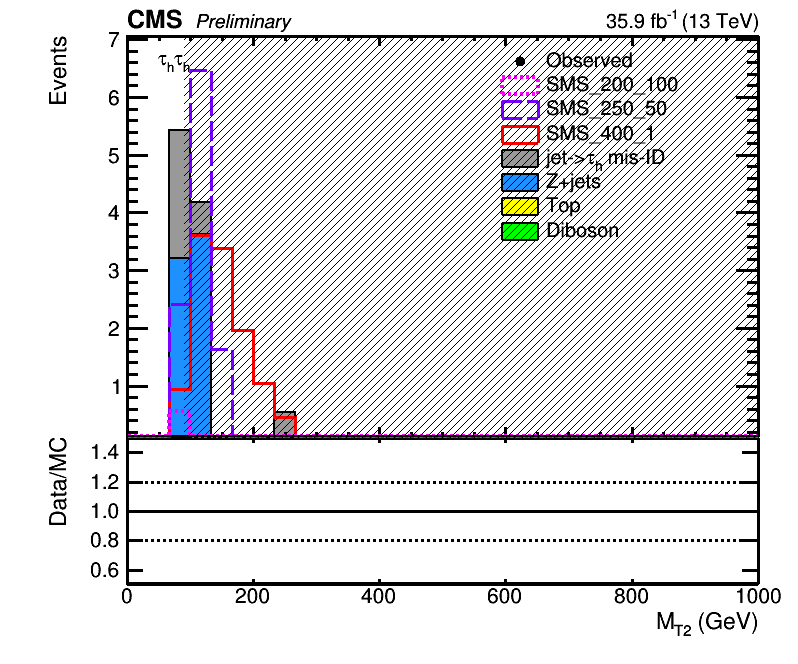 CMS Preliminary 35.9 fb⁻¹ (13 TeV)
Events
7
6
5
4
3
2
1
τₕτₕ
Observed
SMS_200_100
SMS_250_50
SMS_400_1
jet->τₕ mis-ID
Z+jets
Top
Diboson
Data/MC
1.4
1.2
1.0
0.8
0.6
0 200 400 600 800 1000
M_T2 (GeV)